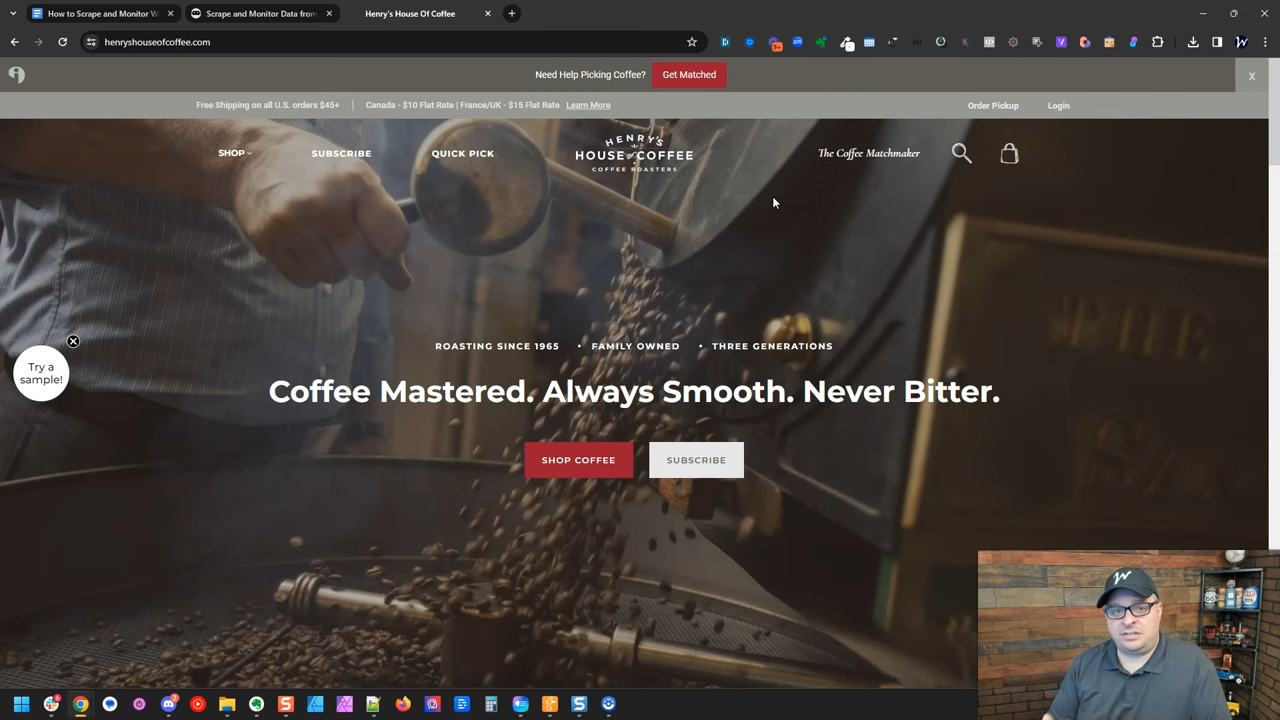 How to Scrape and Monitor W
Scrape and Monitor Data from
Henry's House Of Coffee
henryshouseofcoffee.com
Need Help Picking Coffee?
Get Matched
X
Free Shipping on all U.S. orders $45+
Canada - $10 Flat Rate | France/UK - $15 Flat Rate Learn More
Order Pickup
Login
SHOP
SUBSCRIBE
QUICK PICK
HENRY'S
HOUSE of COFFEE
COFFEE ROASTERS
The Coffee Matchmaker
ROASTING SINCE 1965 • FAMILY OWNED • THREE GENERATIONS
Try a
sample!
Coffee Mastered. Always Smooth. Never Bitter.
SHOP COFFEE
SUBSCRIBE